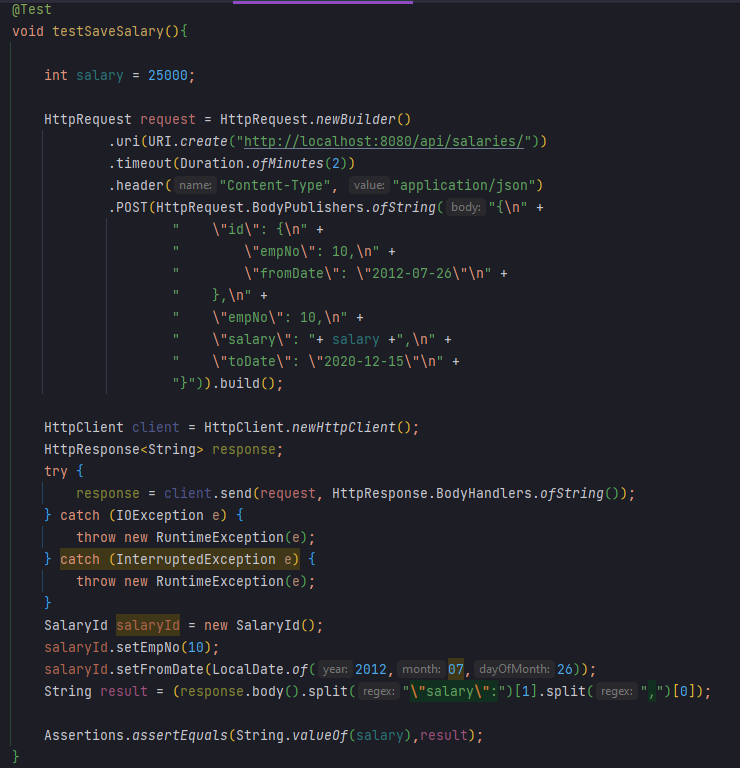 @Test
void testSaveSalary(){
int salary = 25000;
HttpRequest request = HttpRequest.newBuilder()
.uri(URI.create("http://localhost:8080/api/salaries/"))
.timeout(Duration.ofMinutes(2))
.header( name: "Content-Type", value: "application/json")
.POST(HttpRequest.BodyPublishers.ofString( body: "{\n" +
"    \"id\": {\n" +
"        \"empNo\": 10,\n" +
"        \"fromDate\": \"2012-07-26\"\n" +
"    },\n" +
"    \"empNo\": 10,\n" +
"    \"salary\": "+ salary +",\n" +
"    \"toDate\": \"2020-12-15\"\n" +
"}")).build();
HttpClient client = HttpClient.newHttpClient();
HttpResponse<String> response;
try {
response = client.send(request, HttpResponse.BodyHandlers.ofString());
} catch (IOException e) {
throw new RuntimeException(e);
} catch (InterruptedException e) {
throw new RuntimeException(e);
}
SalaryId salaryId = new SalaryId();
salaryId.setEmpNo(10);
salaryId.setFromDate(LocalDate.of( year: 2012, month: 07, dayOfMonth: 26));
String result = (response.body().split( regex: "\"salary\":")[1].split( regex: ",")[0]);
Assertions.assertEquals(String.valueOf(salary),result);
}